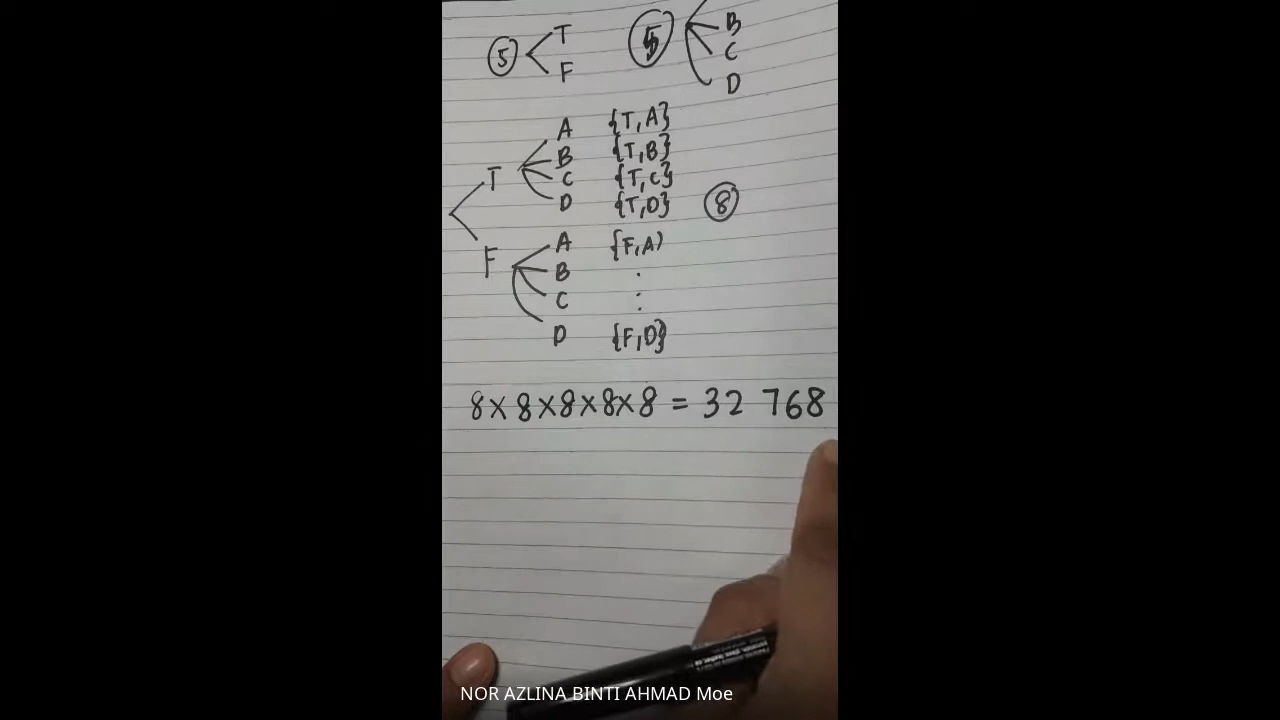 ⑤ T
F
⑤ B
C
D
T A {T,A}
B {T,B}
C {T,C}
D {T,D} ⑧
F A {F,A)
B .
C :
D {F,D}
8×8×8×8×8 = 32 768
NOR AZLINA BINTI AHMAD Moe